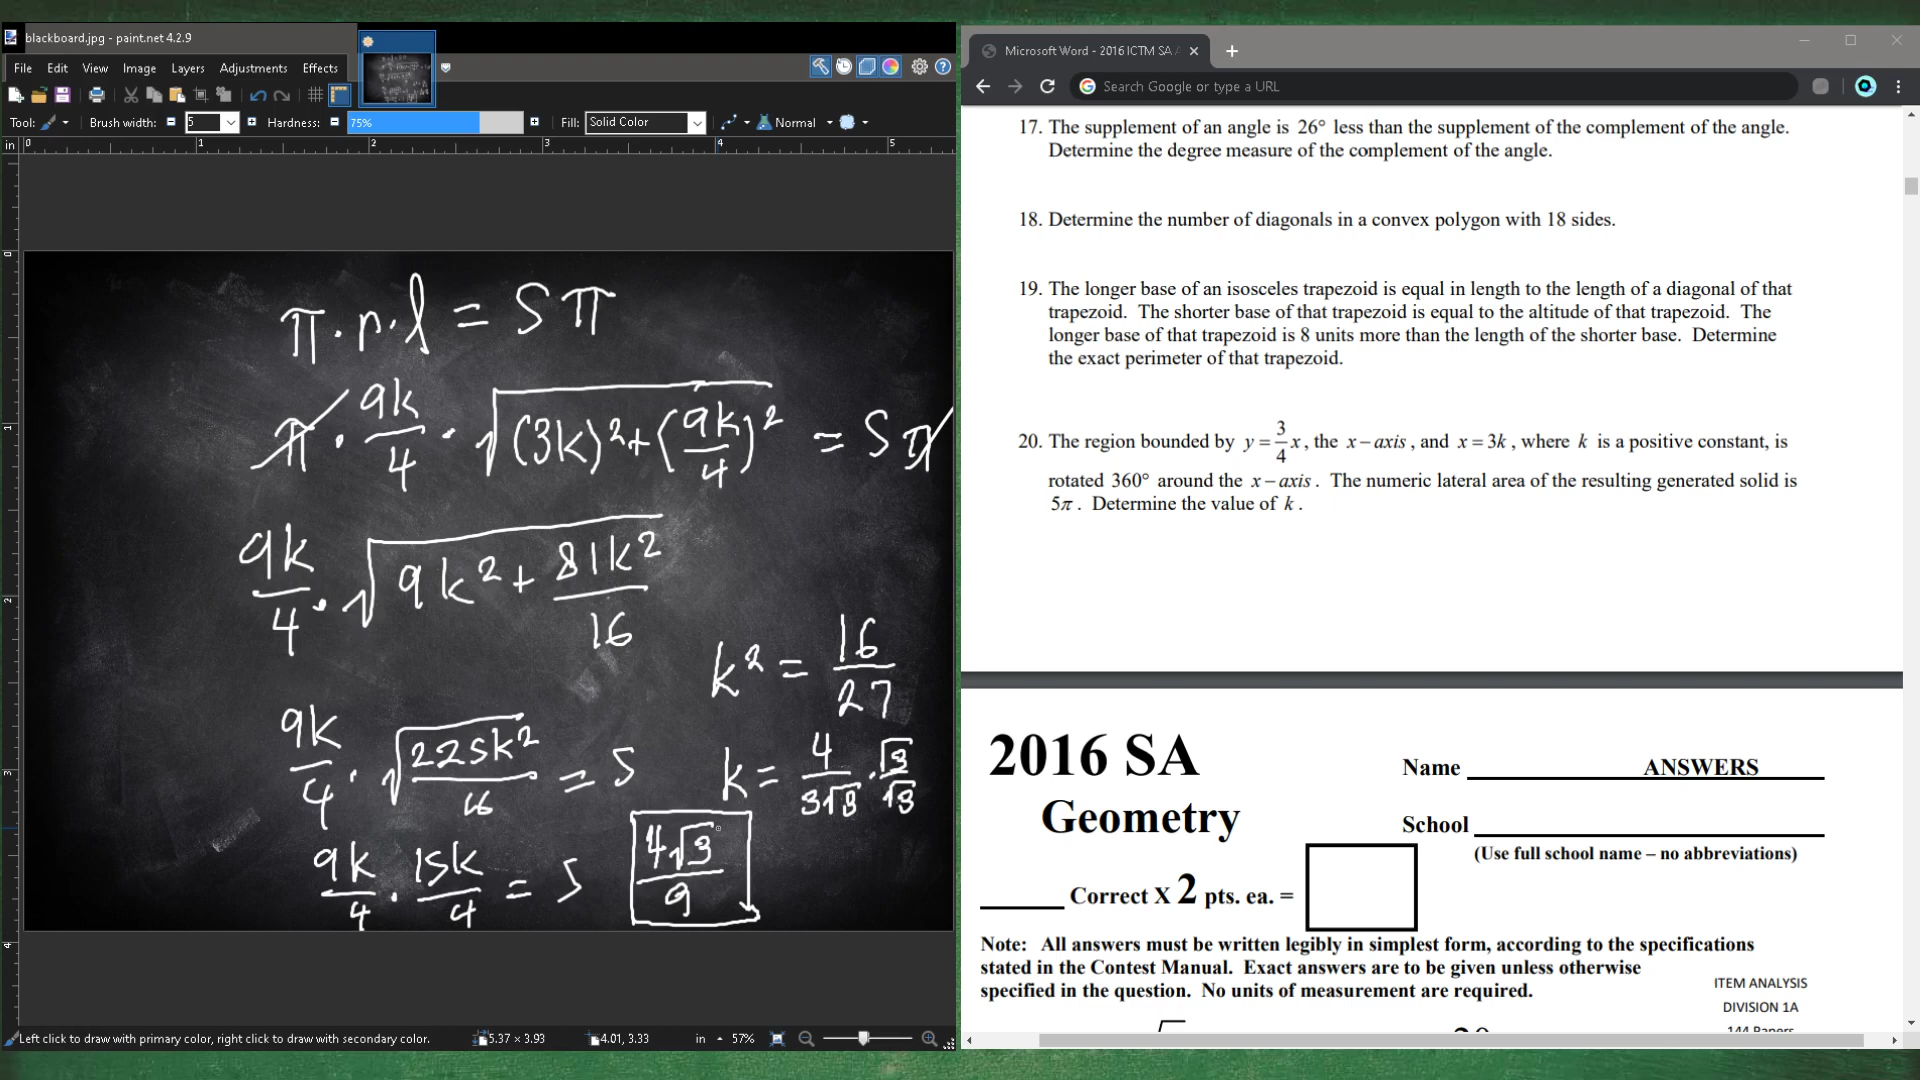 blackboard.jpg - paint.net 4.2.9
File Edit View Image Layers Adjustments Effects
Tool: Brush width: 5 Hardness: 75% Fill: Solid Color Normal
in 0 1 2 3 4 5
0
1
2
3
4
π · r · l = 5π
π · 9k/4 · √((3k)² + (9k/4)²) = 5π
9k/4 · √(9k² + 81k²/16)
9k/4 · √(225k²/16) = 5
9k/4 · 15k/4 = 5
k² = 16/27
k = 4/(3√3) · √3/√3
4√3/9
Left click to draw with primary color, right click to draw with secondary color. 5.37 × 3.93 4.01, 3.33 in 57%
Microsoft Word - 2016 ICTM SA
Search Google or type a URL
17. The supplement of an angle is 26° less than the supplement of the complement of the angle.
Determine the degree measure of the complement of the angle.
18. Determine the number of diagonals in a convex polygon with 18 sides.
19. The longer base of an isosceles trapezoid is equal in length to the length of a diagonal of that
trapezoid. The shorter base of that trapezoid is equal to the altitude of that trapezoid. The
longer base of that trapezoid is 8 units more than the length of the shorter base. Determine
the exact perimeter of that trapezoid.
20. The region bounded by y = 3/4 x, the x – axis, and x = 3k, where k is a positive constant, is
rotated 360° around the x – axis. The numeric lateral area of the resulting generated solid is
5π. Determine the value of k.
2016 SA
Geometry
Name ANSWERS
School
(Use full school name – no abbreviations)
Correct X 2 pts. ea. =
Note: All answers must be written legibly in simplest form, according to the specifications
stated in the Contest Manual. Exact answers are to be given unless otherwise
specified in the question. No units of measurement are required.
ITEM ANALYSIS
DIVISION 1A
144 Papers